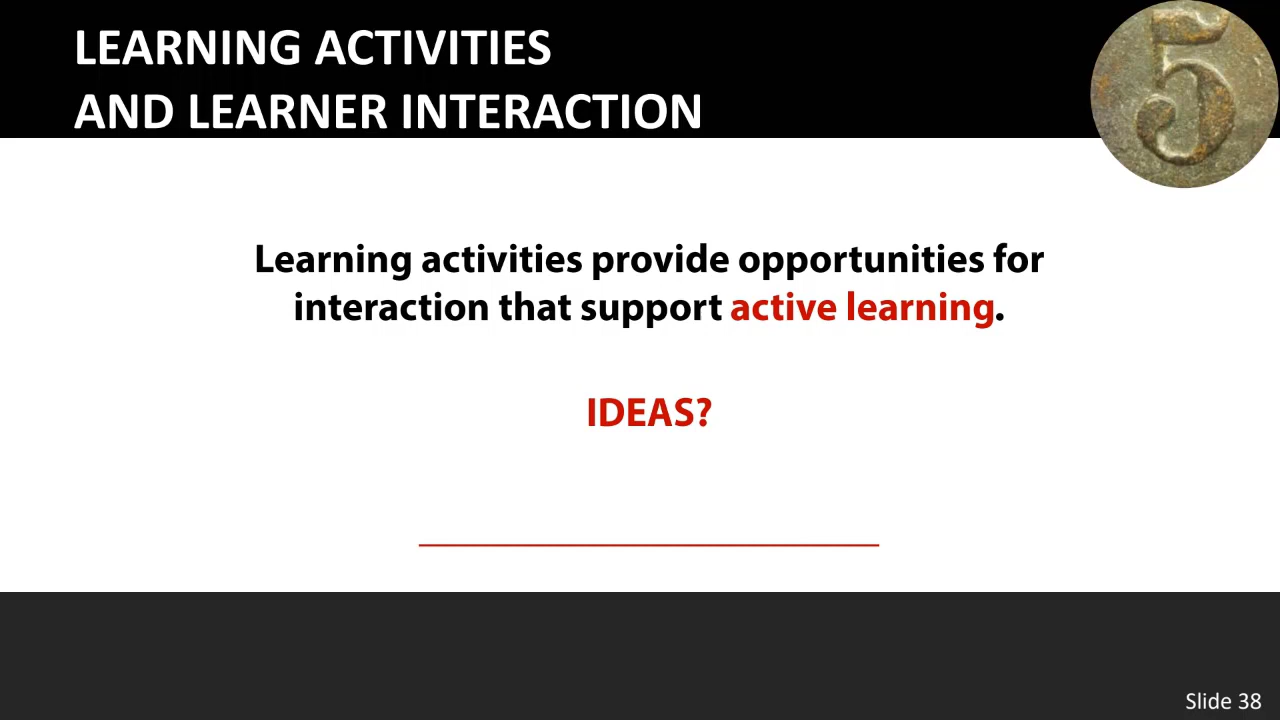 LEARNING ACTIVITIES
AND LEARNER INTERACTION
5
Learning activities provide opportunities for
interaction that support active learning.
IDEAS?
Slide 38